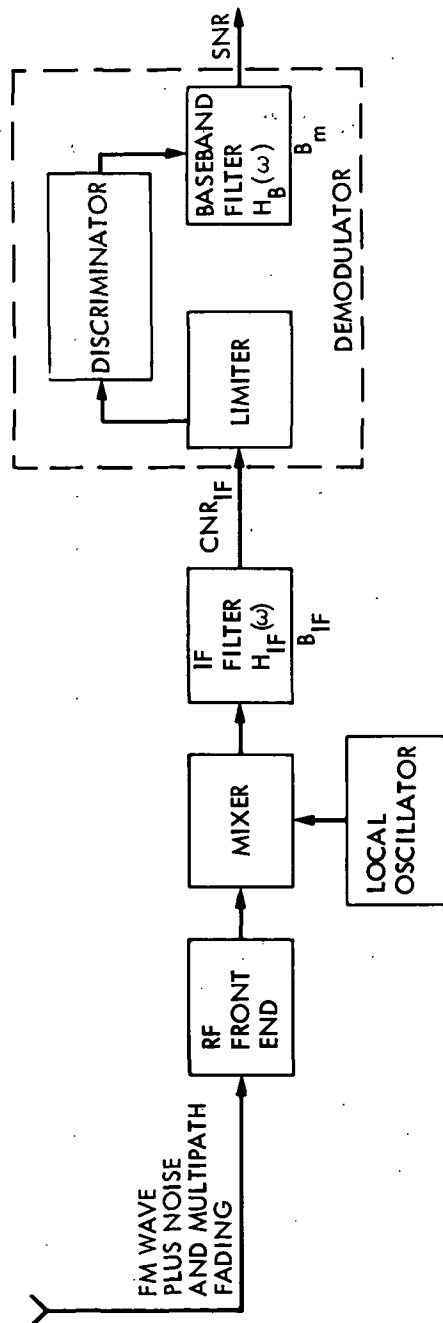 FM WAVE
PLUS NOISE
AND MULTIPATH
FADING
RF
FRONT
END
MIXER
LOCAL
OSCILLATOR
IF
FILTER
H_IF(ω)
B_IF
CNR_IF
LIMITER
DISCRIMINATOR
BASEBAND
FILTER
H_B(ω)
B_m
SNR
DEMODULATOR